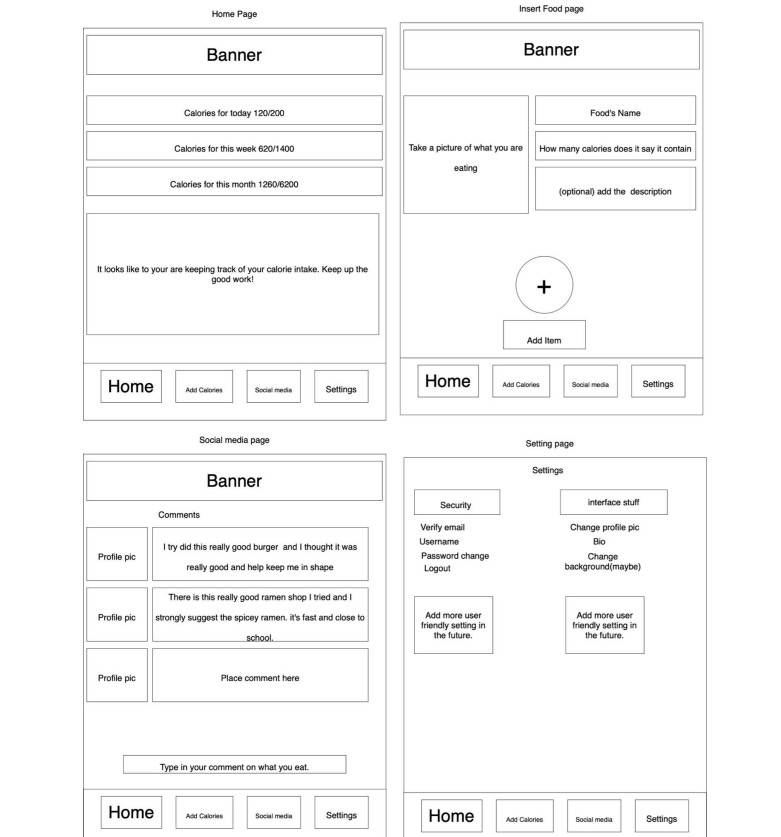 Home Page
Banner
Calories for today 120/200
Calories for this week 620/1400
Calories for this month 1260/6200
It looks like to your are keeping track of your calorie intake. Keep up the
good work!
Home
Add Calories
Social media
Settings
Insert Food page
Banner
Take a picture of what you are
eating
Food's Name
How many calories does it say it contain
(optional) add the description
+
Add Item
Home
Add Calories
Social media
Settings
Social media page
Banner
Comments
Profile pic
I try did this really good burger and I thought it was
really good and help keep me in shape
Profile pic
There is this really good ramen shop I tried and I
strongly suggest the spicey ramen. it's fast and close to
school.
Profile pic
Place comment here
Type in your comment on what you eat.
Home
Add Calories
Social media
Settings
Setting page
Settings
Security
Verify email
Username
Password change
Logout
Add more user
friendly setting in
the future.
interface stuff
Change profile pic
Bio
Change
background(maybe)
Add more user
friendly setting in
the future.
Home
Add Calories
Social media
Settings